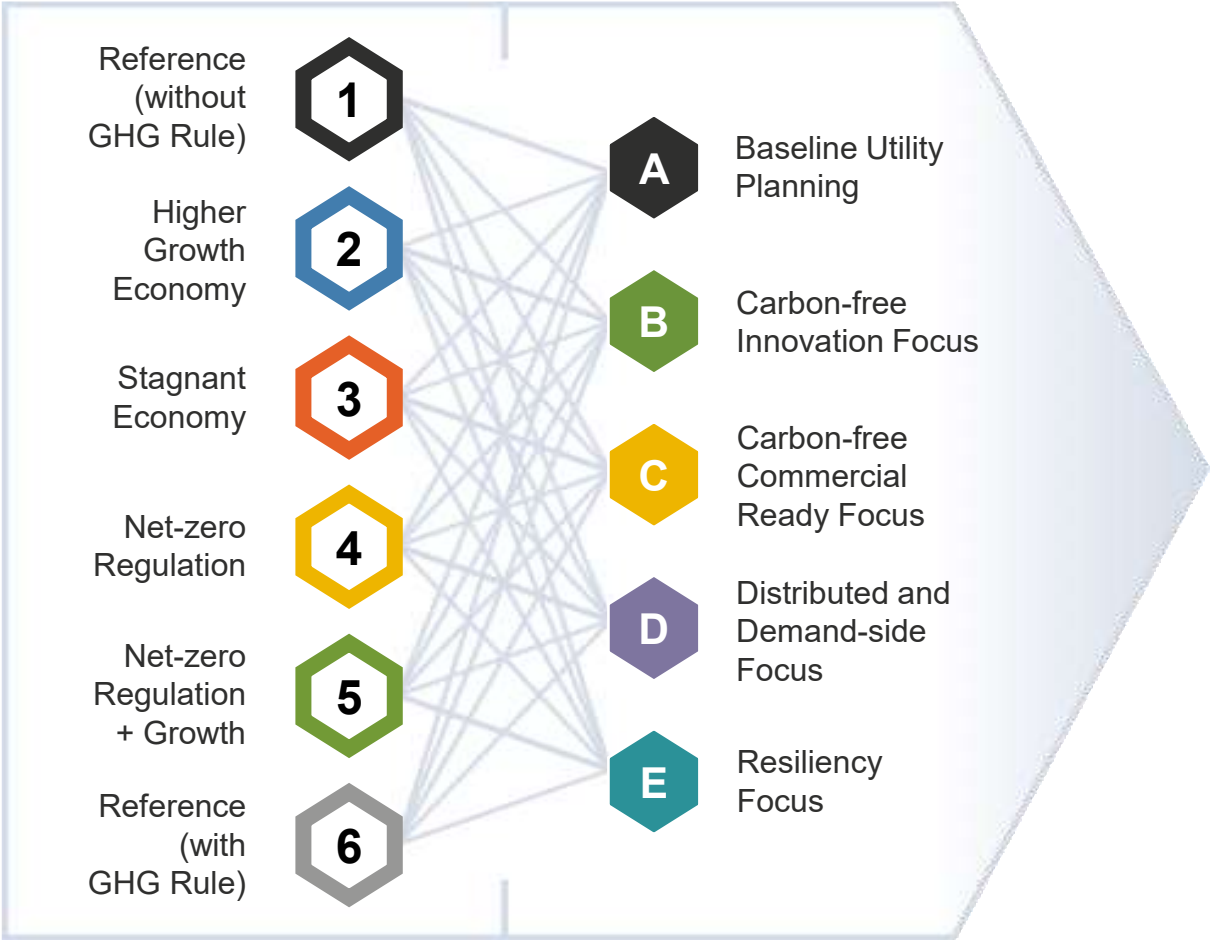 Reference
(without
GHG Rule)
1
Higher
Growth
Economy
2
Stagnant
Economy
3
Net-zero
Regulation
4
Net-zero
Regulation
+ Growth
5
Reference
(with
GHG Rule)
6
A
Baseline Utility
Planning
B
Carbon-free
Innovation Focus
C
Carbon-free
Commercial
Ready Focus
D
Distributed and
Demand-side
Focus
E
Resiliency
Focus